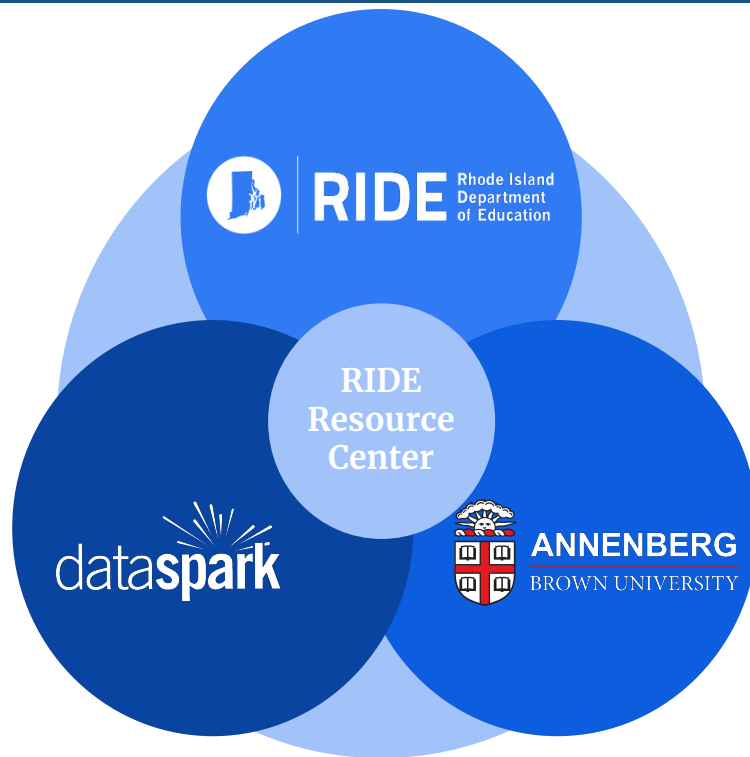 RIDE
Rhode Island
Department
of Education
RIDE
Resource
Center
dataspark
ANNENBERG
BROWN UNIVERSITY